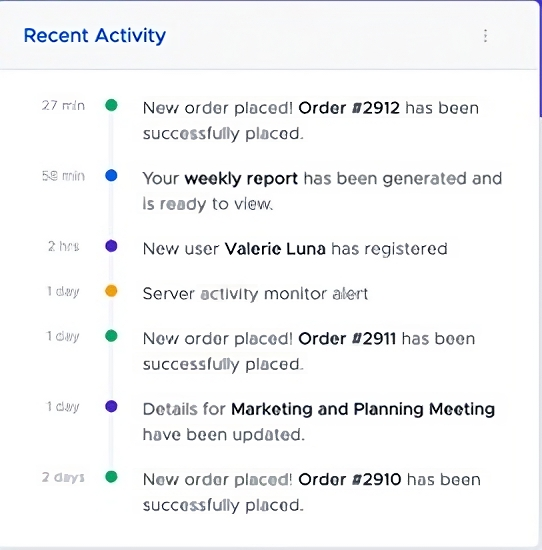 Recent Activity
27 min
New order placed! Order #2912 has been
successfully placed.
58 min
Your weekly report has been generated and
is ready to view.
2 hrs
New user Valerie Luna has registered
1 day
Server activity monitor alert
1 day
New order placed! Order #2911 has been
successfully placed.
1 day
Details for Marketing and Planning Meeting
have been updated.
2 days
New order placed! Order #2910 has been
successfully placed.